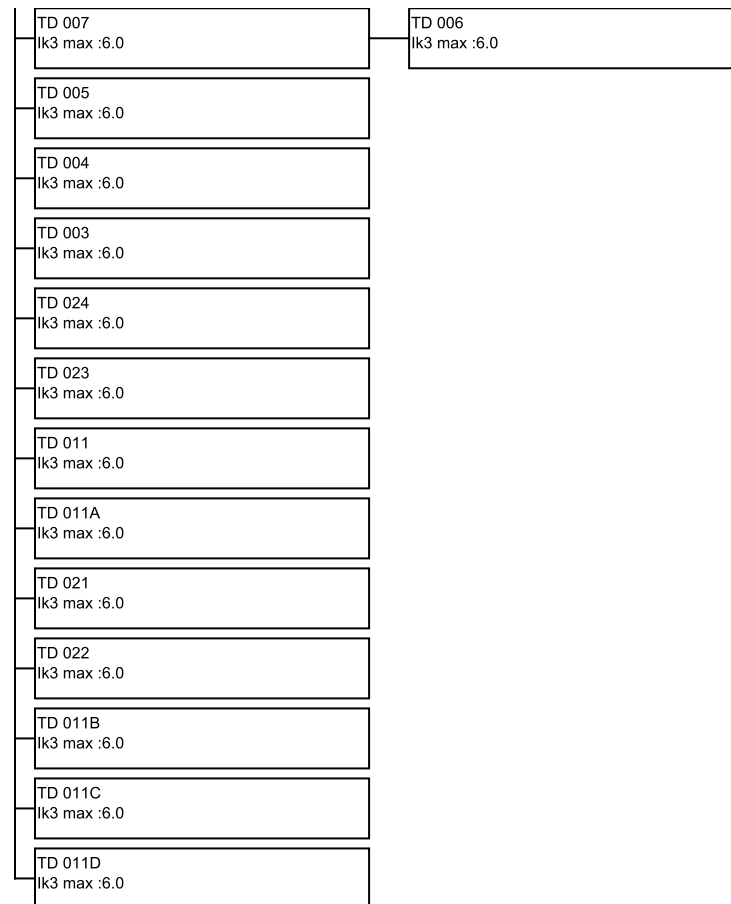 TD 007
Ik3 max :6.0
TD 006
Ik3 max :6.0
TD 005
Ik3 max :6.0
TD 004
Ik3 max :6.0
TD 003
Ik3 max :6.0
TD 024
Ik3 max :6.0
TD 023
Ik3 max :6.0
TD 011
Ik3 max :6.0
TD 011A
Ik3 max :6.0
TD 021
Ik3 max :6.0
TD 022
Ik3 max :6.0
TD 011B
Ik3 max :6.0
TD 011C
Ik3 max :6.0
TD 011D
Ik3 max :6.0